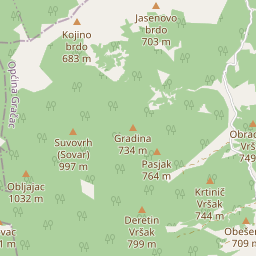 Jasenovo
brdo
703 m
Kojino
brdo
683 m
Općina Gračac
Gradina
734 m
Suvovrh
(Sovar)
997 m
Pasjak
764 m
Obljajac
1032 m
Krtinić
Vršak
744 m
Deretin
Vršak
799 m
709 m